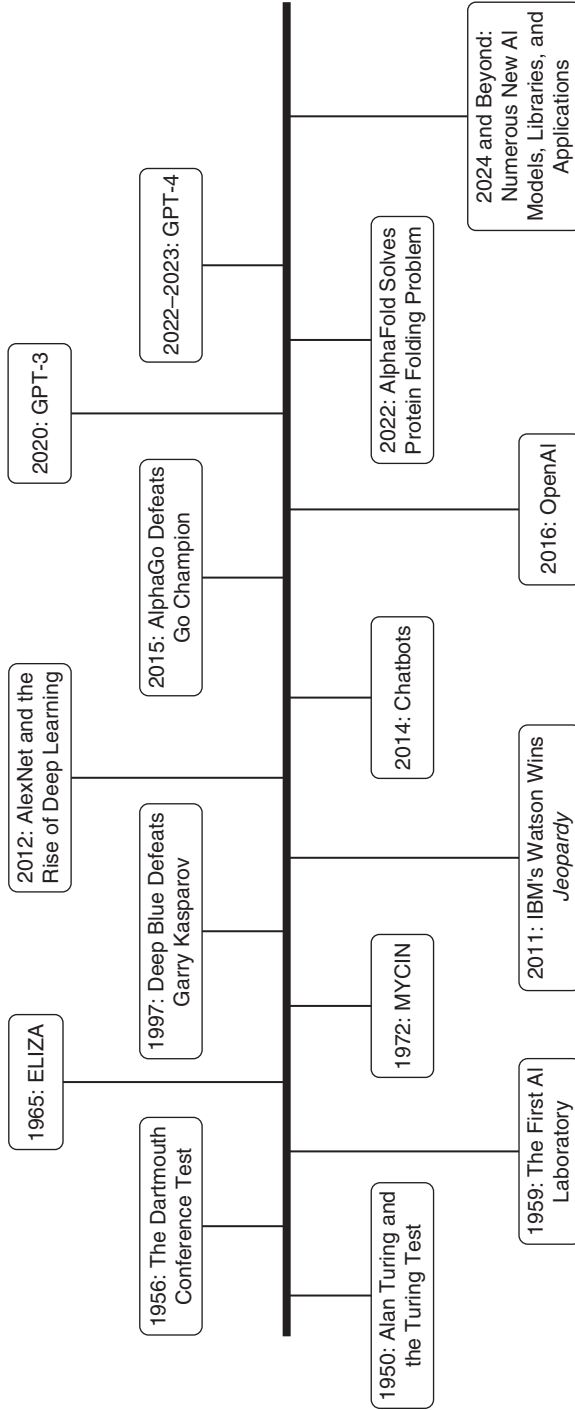 1950: Alan Turing and
the Turing Test
1956: The Dartmouth
Conference Test
1959: The First AI
Laboratory
1965: ELIZA
1972: MYCIN
1997: Deep Blue Defeats
Garry Kasparov
2011: IBM's Watson Wins
Jeopardy
2012: AlexNet and the
Rise of Deep Learning
2014: Chatbots
2015: AlphaGo Defeats
Go Champion
2016: OpenAI
2020: GPT-3
2022: AlphaFold Solves
Protein Folding Problem
2022–2023: GPT-4
2024 and Beyond:
Numerous New AI
Models, Libraries, and
Applications